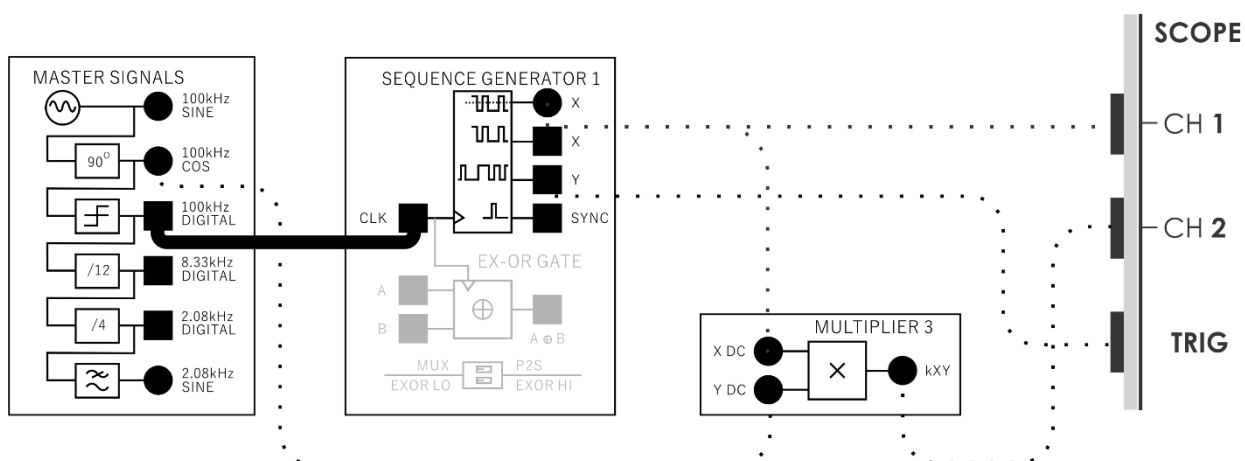 SCOPE
MASTER SIGNALS
100kHz
SINE
90°
100kHz
COS
100kHz
DIGITAL
/12
8.33kHz
DIGITAL
/4
2.08kHz
DIGITAL
2.08kHz
SINE
SEQUENCE GENERATOR 1
X
X
Y
CLK
SYNC
EX-OR GATE
A
B
A ⊕ B
MUX
P2S
EXOR LO
EXOR HI
MULTIPLIER 3
X DC
Y DC
×
kXY
CH 1
CH 2
TRIG